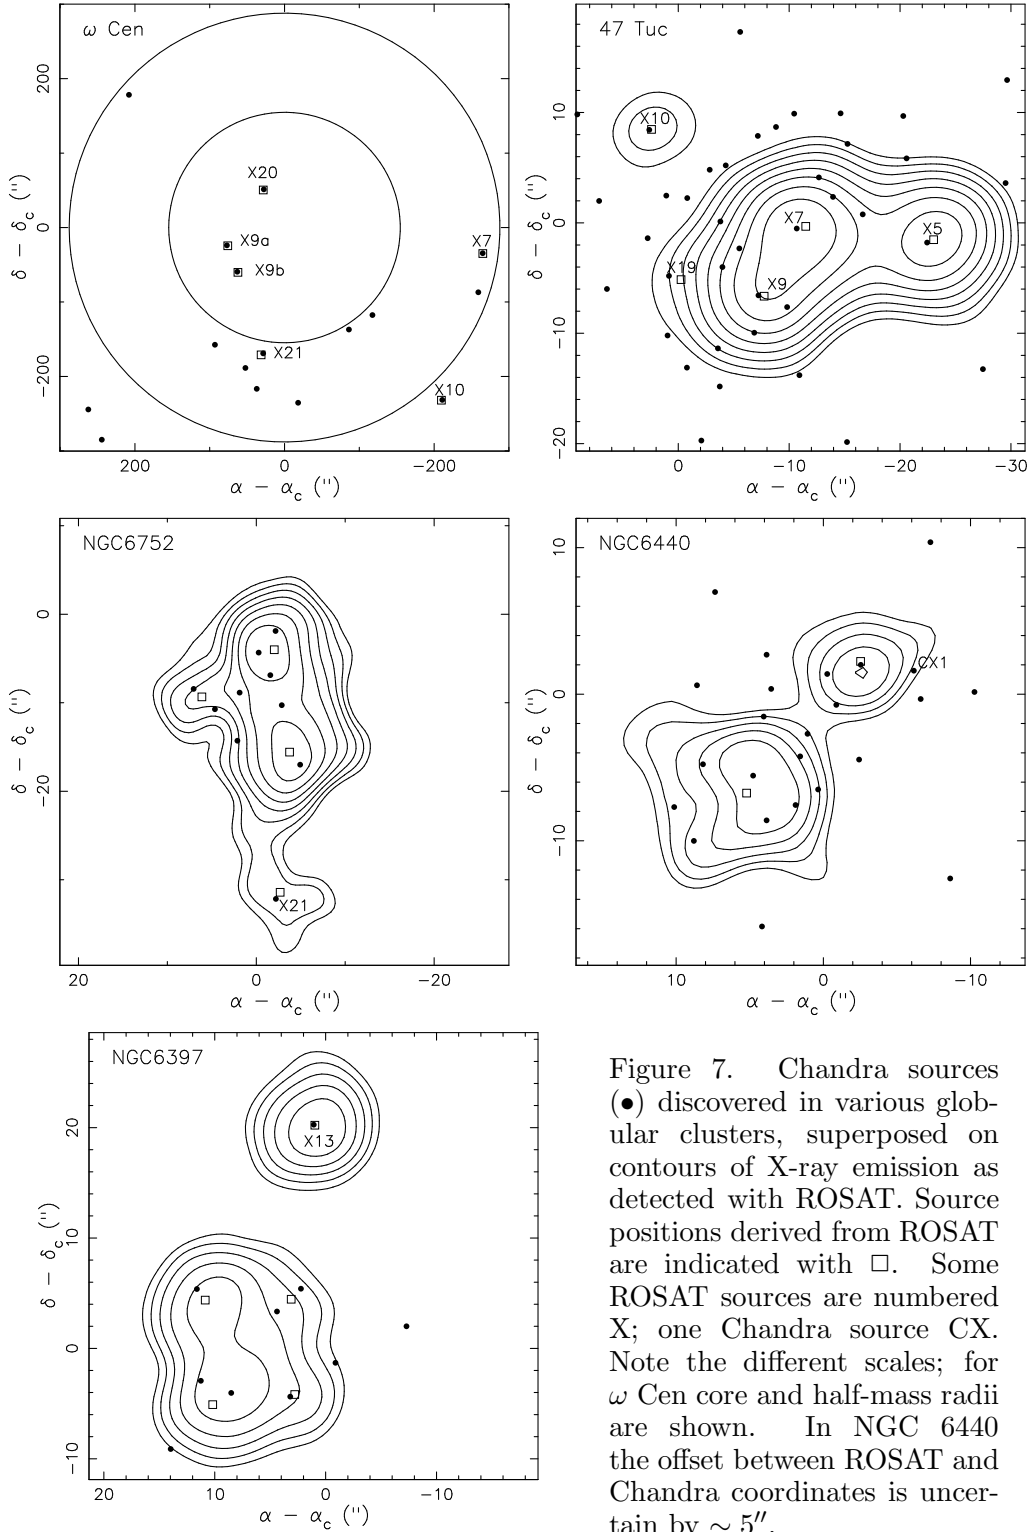 ω Cen
X20
X9a
X9b
X7
X21
X10
200
0
−200
δ − δc (")
200
0
−200
α − αc (")
47 Tuc
X10
X7
X5
X19
X9
10
0
−10
−20
δ − δc (")
0
−10
−20
−30
α − αc (")
NGC6752
X21
0
−20
δ − δc (")
20
0
−20
α − αc (")
NGC6440
CX1
10
0
−10
δ − δc (")
10
0
−10
α − αc (")
NGC6397
X13
20
10
0
−10
δ − δc (")
20
10
0
−10
α − αc (")
Figure 7. Chandra sources
(●) discovered in various glob-
ular clusters, superposed on
contours of X-ray emission as
detected with ROSAT. Source
positions derived from ROSAT
are indicated with □. Some
ROSAT sources are numbered
X; one Chandra source CX.
Note the different scales; for
ω Cen core and half-mass radii
are shown. In NGC 6440
the offset between ROSAT and
Chandra coordinates is uncer-
tain by ∼ 5″.